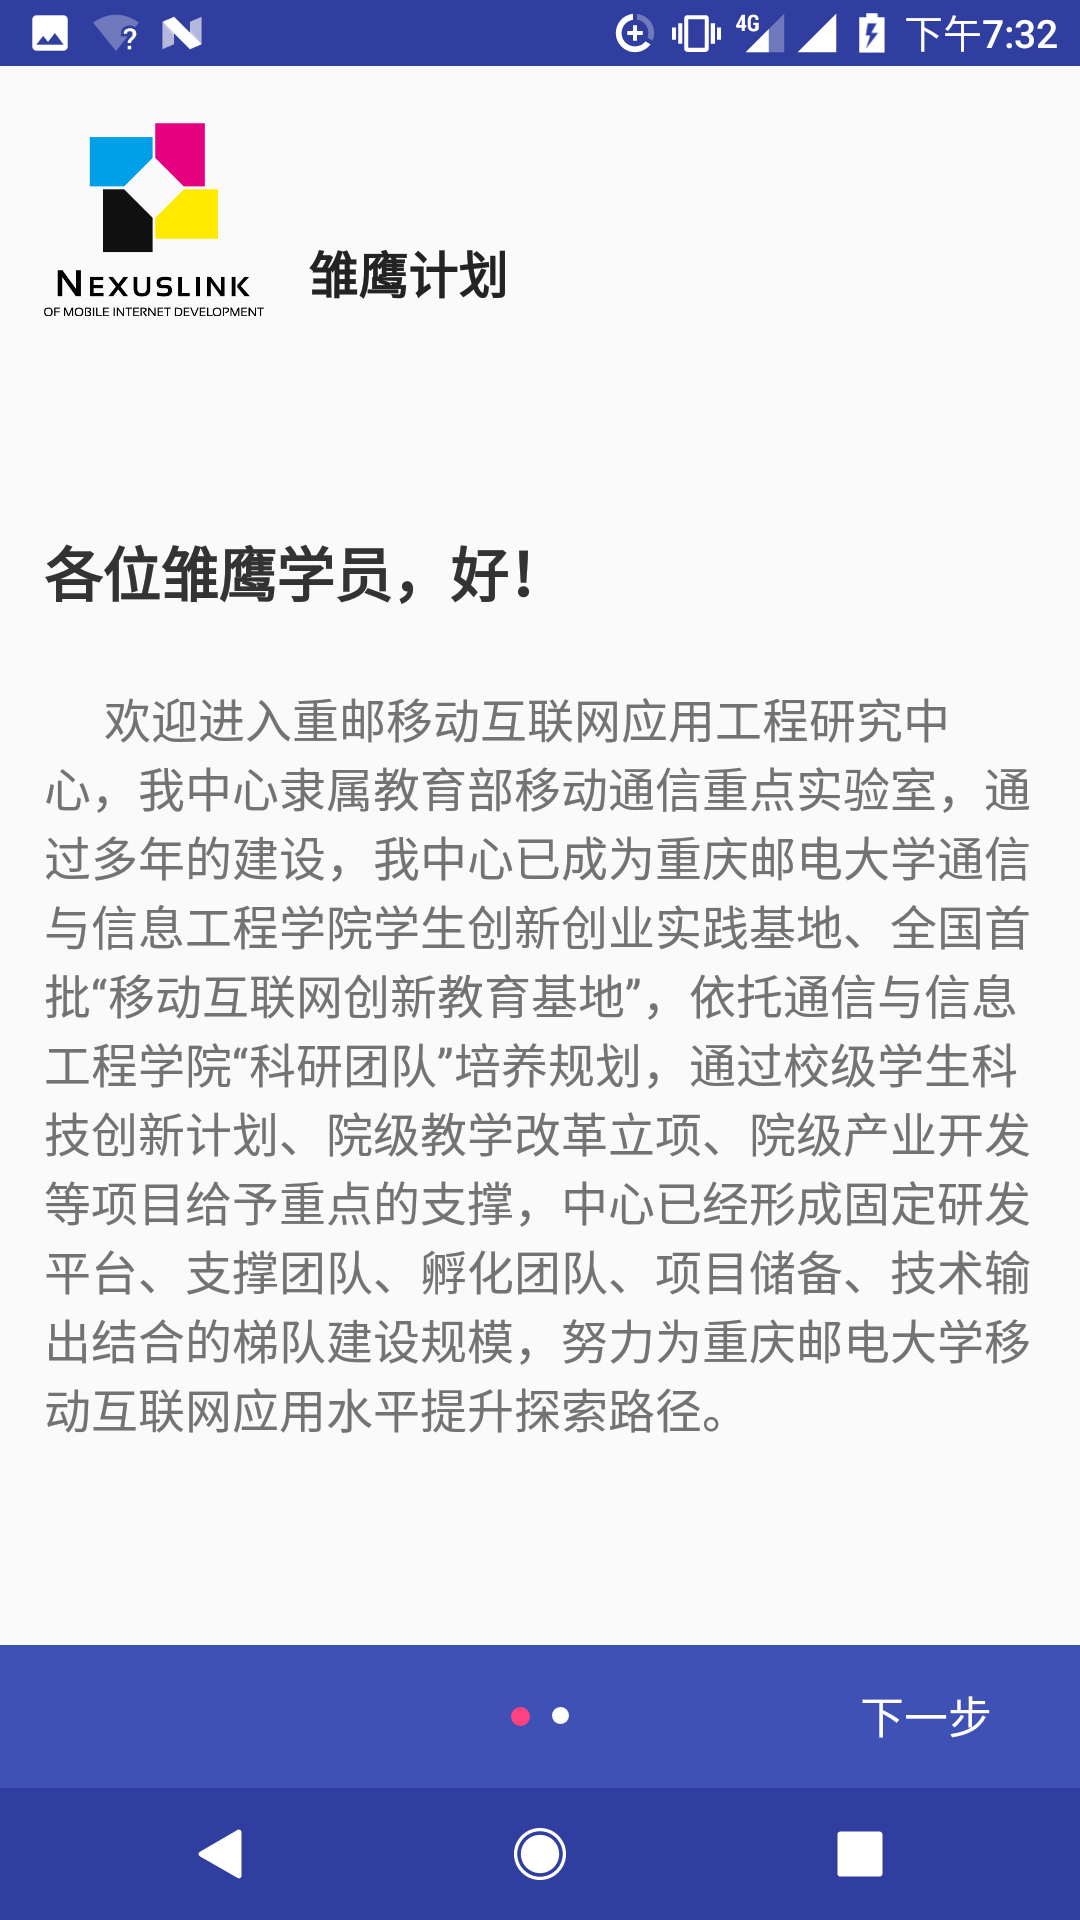 4G 下午7:32
NEXUSLINK
OF MOBILE INTERNET DEVELOPMENT
雏鹰计划
各位雏鹰学员，好！
欢迎进入重邮移动互联网应用工程研究中
心，我中心隶属教育部移动通信重点实验室，通
过多年的建设，我中心已成为重庆邮电大学通信
与信息工程学院学生创新创业实践基地、全国首
批“移动互联网创新教育基地”，依托通信与信息
工程学院“科研团队”培养规划，通过校级学生科
技创新计划、院级教学改革立项、院级产业开发
等项目给予重点的支撑，中心已经形成固定研发
平台、支撑团队、孵化团队、项目储备、技术输
出结合的梯队建设规模，努力为重庆邮电大学移
动互联网应用水平提升探索路径。
下一步